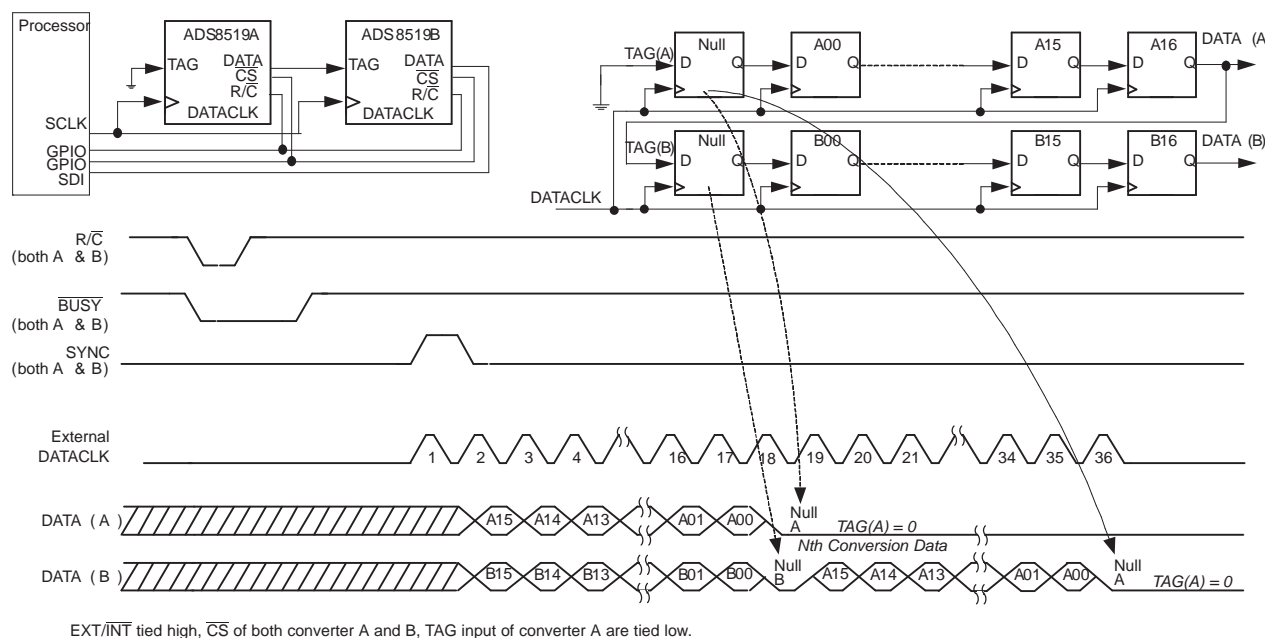 Processor
ADS8519A
ADS8519B
TAG
DATA
CS
R/C
DATACLK
TAG
DATA
CS
R/C
DATACLK
SCLK
GPIO
GPIO
SDI
TAG(A)
Null
D
Q
A00
D
Q
A15
D
Q
A16
D
Q
DATA (A
TAG(B)
Null
D
Q
B00
D
Q
B15
D
Q
B16
D
Q
DATA (B)
DATACLK
R/C
(both A & B)
BUSY
(both A & B)
SYNC
(both A & B)
External
DATACLK
1 2 3 4 16 17 18 19 20 21 34 35 36
DATA ( A )
A15 A14 A13 A01 A00
Null
A
TAG(A) = 0
Nth Conversion Data
DATA ( B )
B15 B14 B13 B01 B00
Null
B
A15 A14 A13 A01 A00
Null
A
TAG(A) = 0
EXT/INT tied high, CS of both converter A and B, TAG input of converter A are tied low.